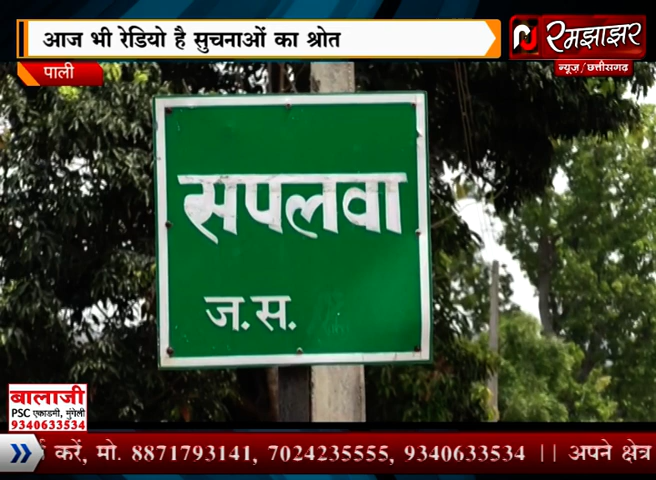 आज भी रेडियो है सुचनाओं का श्रोत
रमझाझर
न्यूज़/छत्तीसगढ़
पाली
सपलवा
ज.स.
बालाजी
PSC एकाडमी, मुंगेली
9340633534
र्क करें, मो. 8871793141, 7024235555, 9340633534 || अपने क्षेत्र